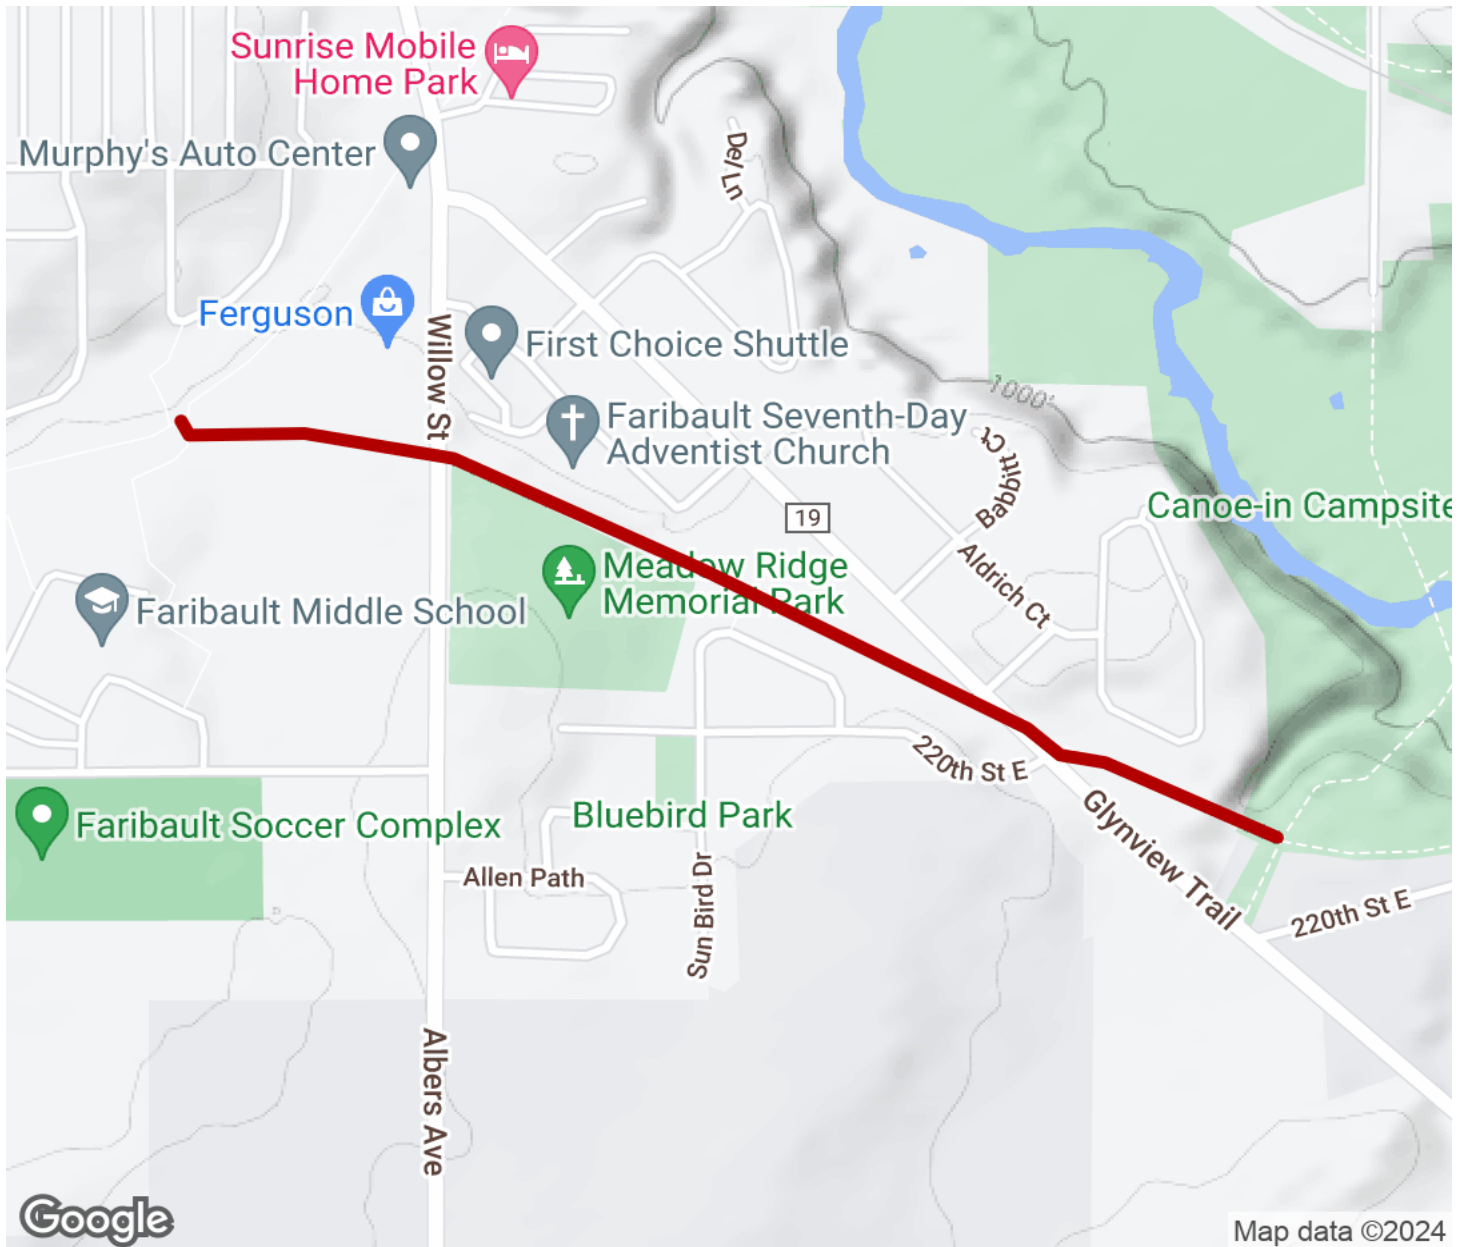 Sunrise Mobile
Home Park
Murphy's Auto Center
Del Ln
Ferguson
Willow St
First Choice Shuttle
1000'
Faribault Seventh-Day
Adventist Church
Babbitt Ct
19
Canoe-in Campsite
Aldrich Ct
Meadow Ridge
Memorial Park
Faribault Middle School
220th St E
Glynview Trail
Bluebird Park
Faribault Soccer Complex
Allen Path
Sun Bird Dr
220th St E
Albers Ave
Google
Map data ©2024